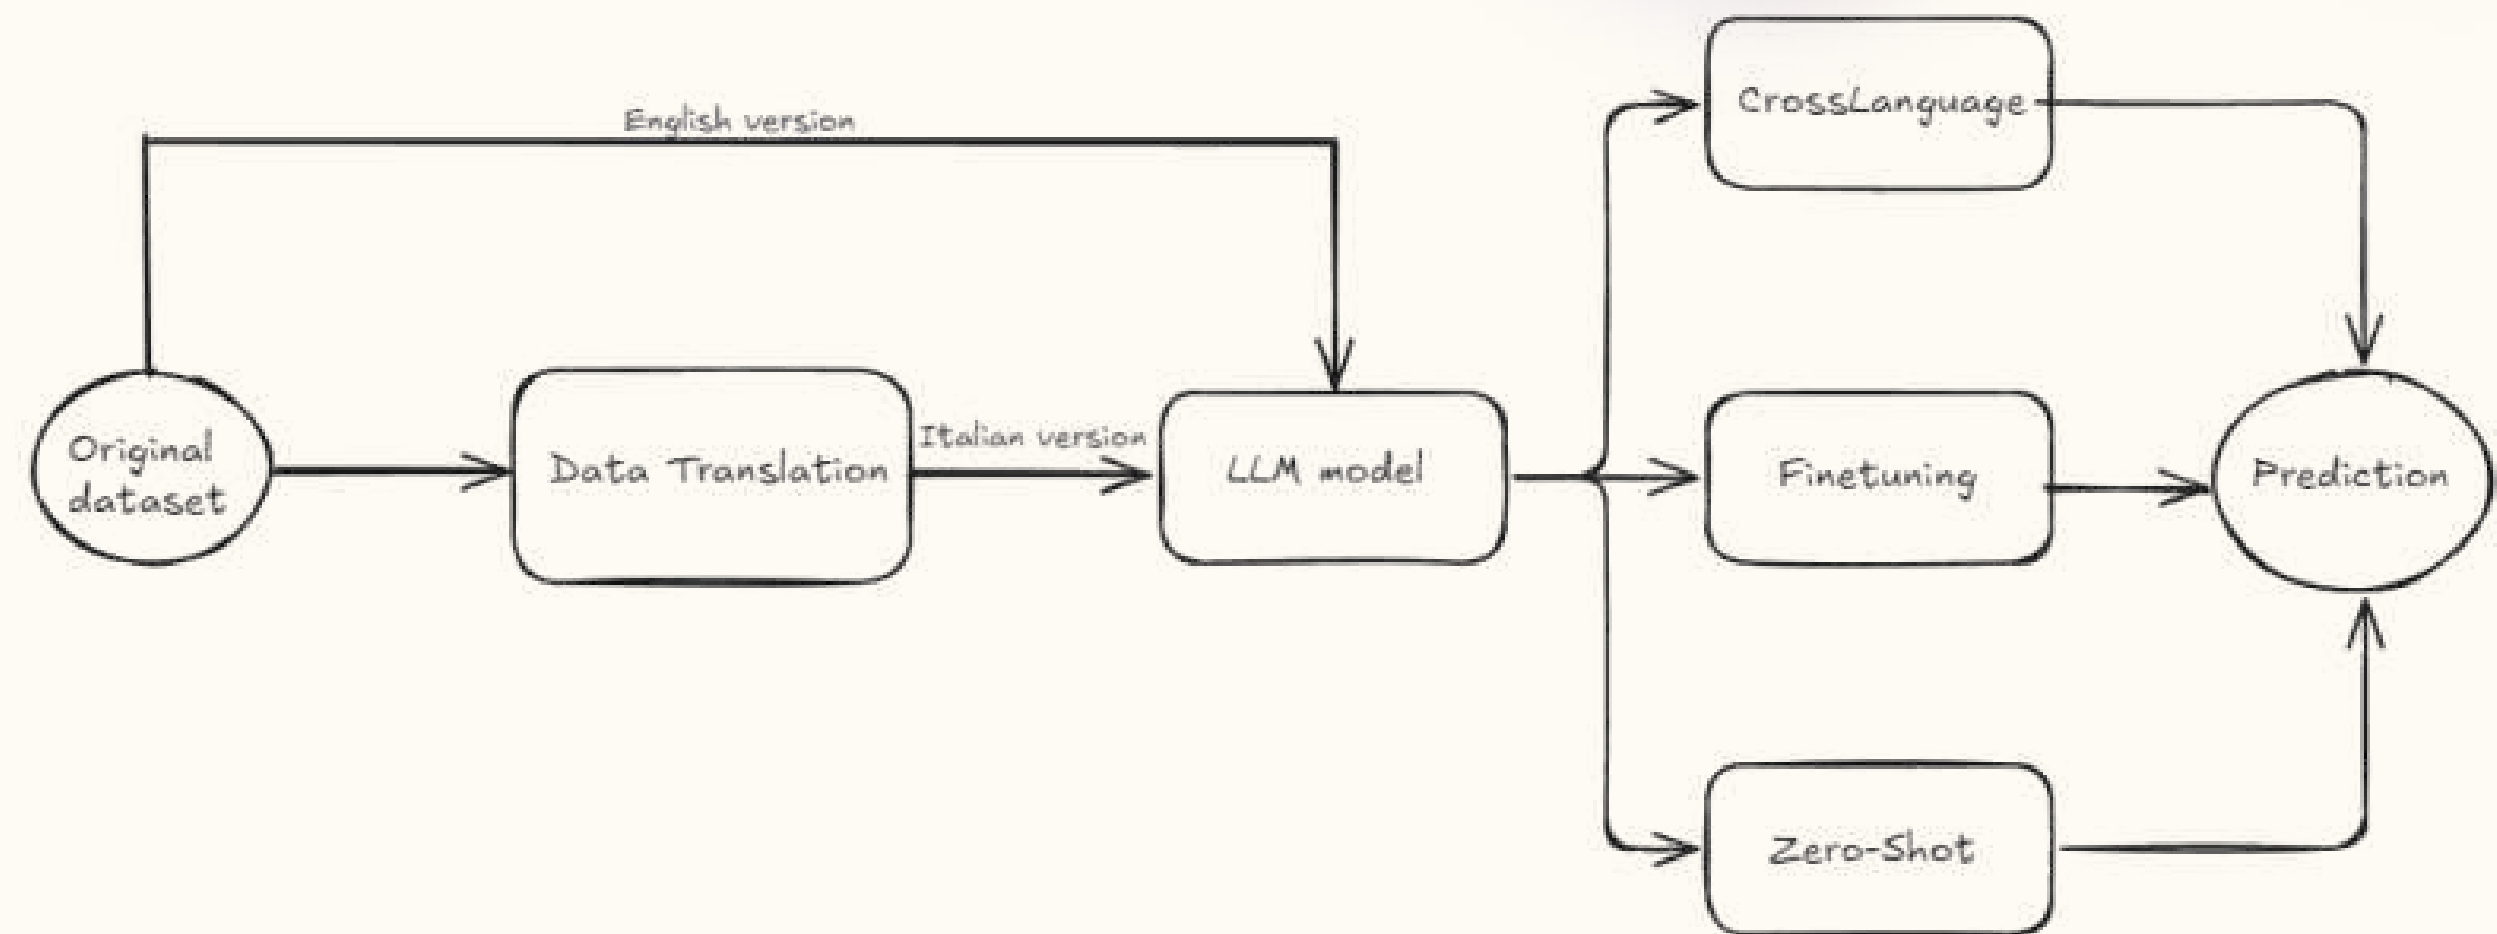 English version
CrossLanguage
Original
dataset
Data Translation
Italian version
LLM model
Finetuning
Prediction
Zero-Shot